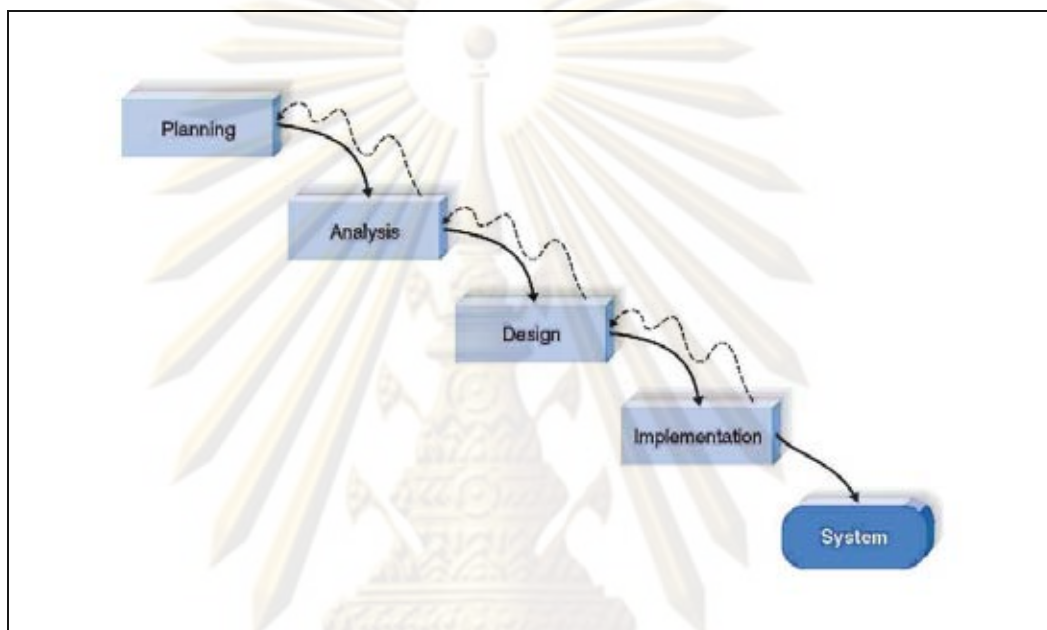 Planning
Analysis
Design
Implementation
System